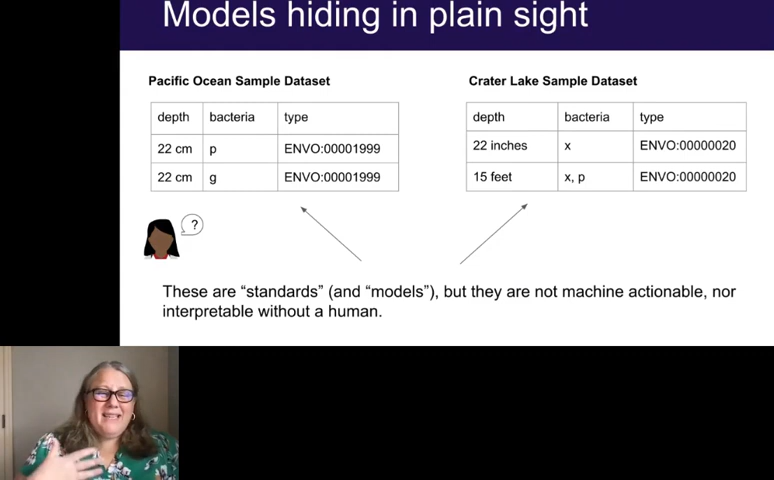 Models hiding in plain sight
Pacific Ocean Sample Dataset
depth bacteria type
22 cm p ENVO:00001999
22 cm g ENVO:00001999
Crater Lake Sample Dataset
depth bacteria type
22 inches x ENVO:00000020
15 feet x, p ENVO:00000020
?
These are “standards” (and “models”), but they are not machine actionable, nor
interpretable without a human.